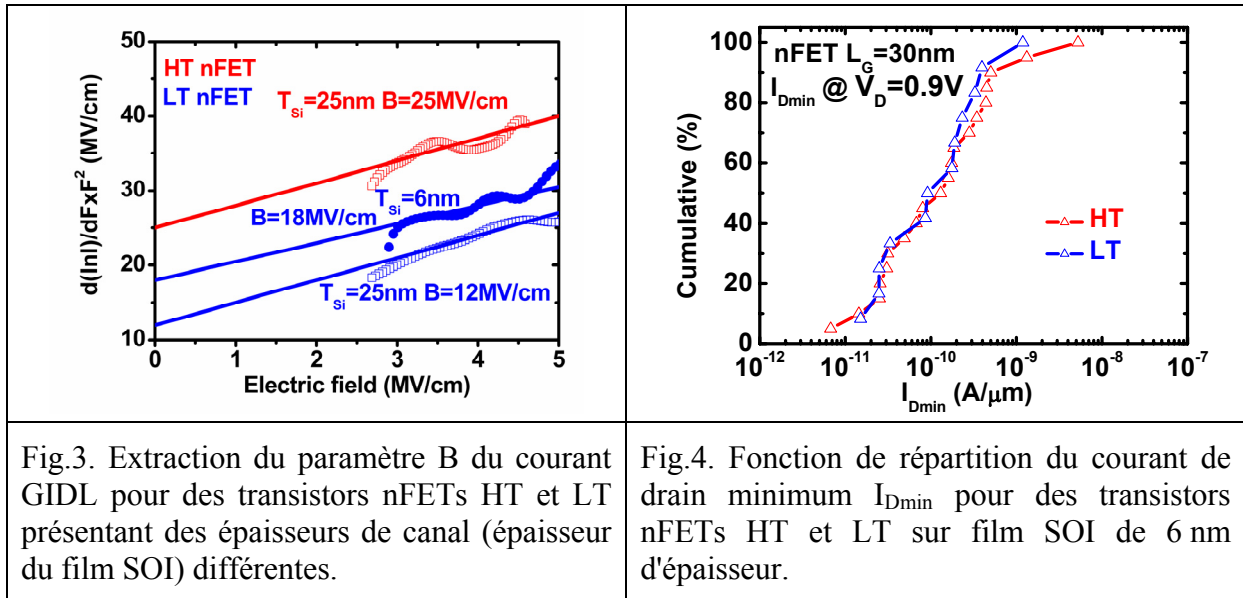 50
40
30
20
10
d(lnI)/dFxF² (MV/cm)
HT nFET
LT nFET
T_Si=25nm B=25MV/cm
T_Si=6nm
B=18MV/cm
T_Si=25nm B=12MV/cm
0 1 2 3 4 5
Electric field (MV/cm)
100
80
60
40
20
0
Cumulative (%)
nFET L_G=30nm
I_Dmin @ V_D=0.9V
HT
LT
10⁻¹² 10⁻¹¹ 10⁻¹⁰ 10⁻⁹ 10⁻⁸ 10⁻⁷
I_Dmin (A/μm)
Fig.3. Extraction du paramètre B du courant
GIDL pour des transistors nFETs HT et LT
présentant des épaisseurs de canal (épaisseur
du film SOI) différentes.
Fig.4. Fonction de répartition du courant de
drain minimum I_Dmin pour des transistors
nFETs HT et LT sur film SOI de 6 nm
d'épaisseur.